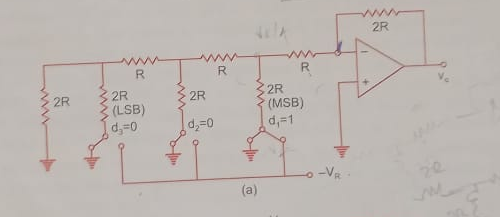 2R
R
R
R
2R
2R
(LSB)
2R
2R
(MSB)
d₃=0
d₂=0
d₁=1
−
+
Vo
−VR
(a)